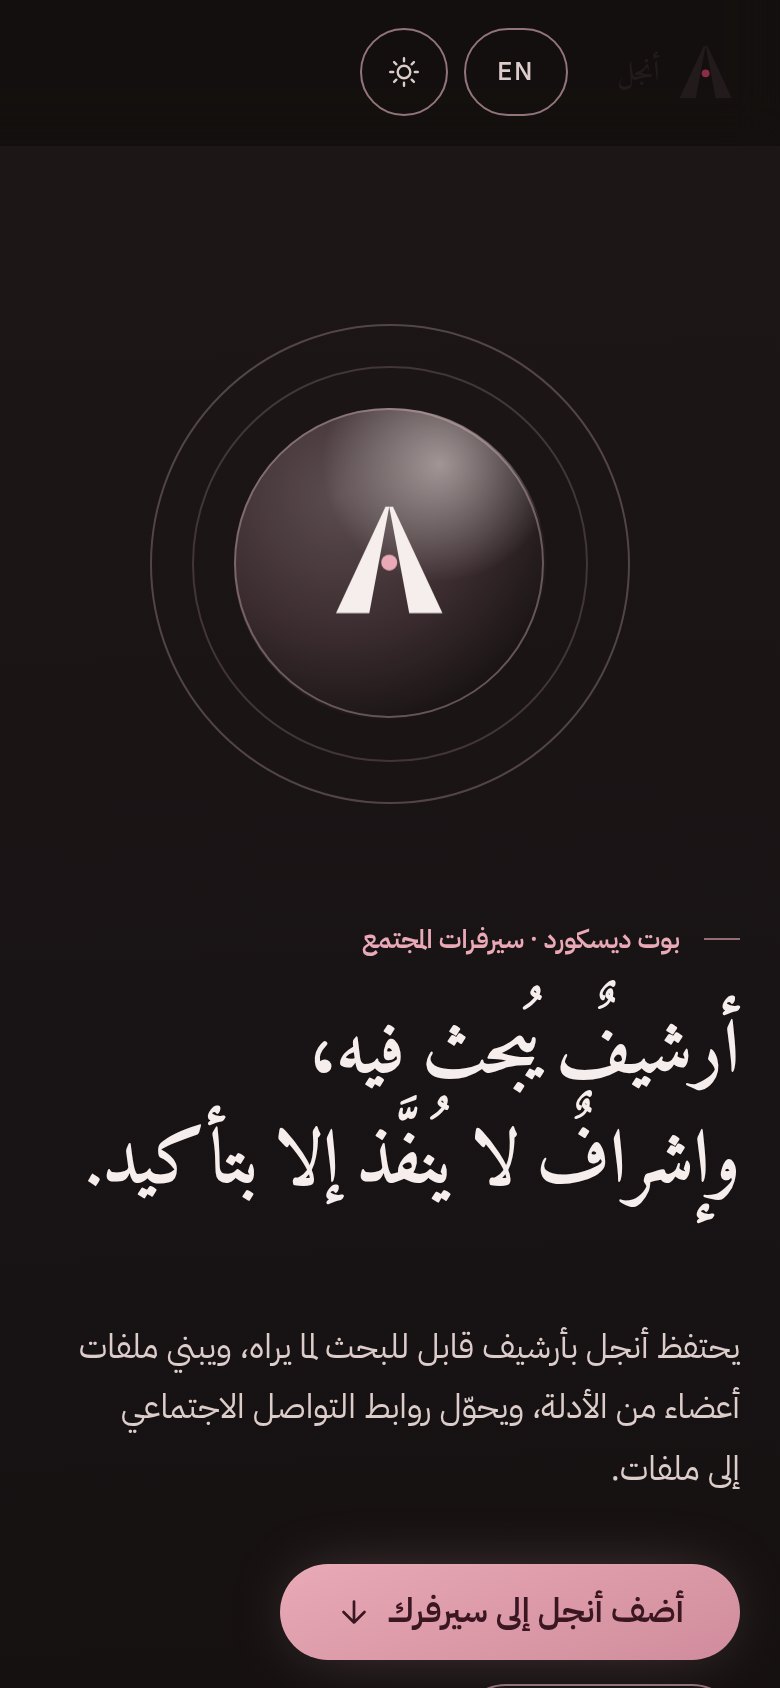 أنجل
EN
بوت ديسكورد · سيرفرات المجتمع
أرشيفٌ يُبحث فيه،
وإشرافٌ لا يُنفَّذ إلا بتأكيد.
يحتفظ أنجل بأرشيف قابل للبحث لما يراه، ويبني ملفات
أعضاء من الأدلة، ويحوّل روابط التواصل الاجتماعي
إلى ملفات.
أضف أنجل إلى سيرفرك ↓